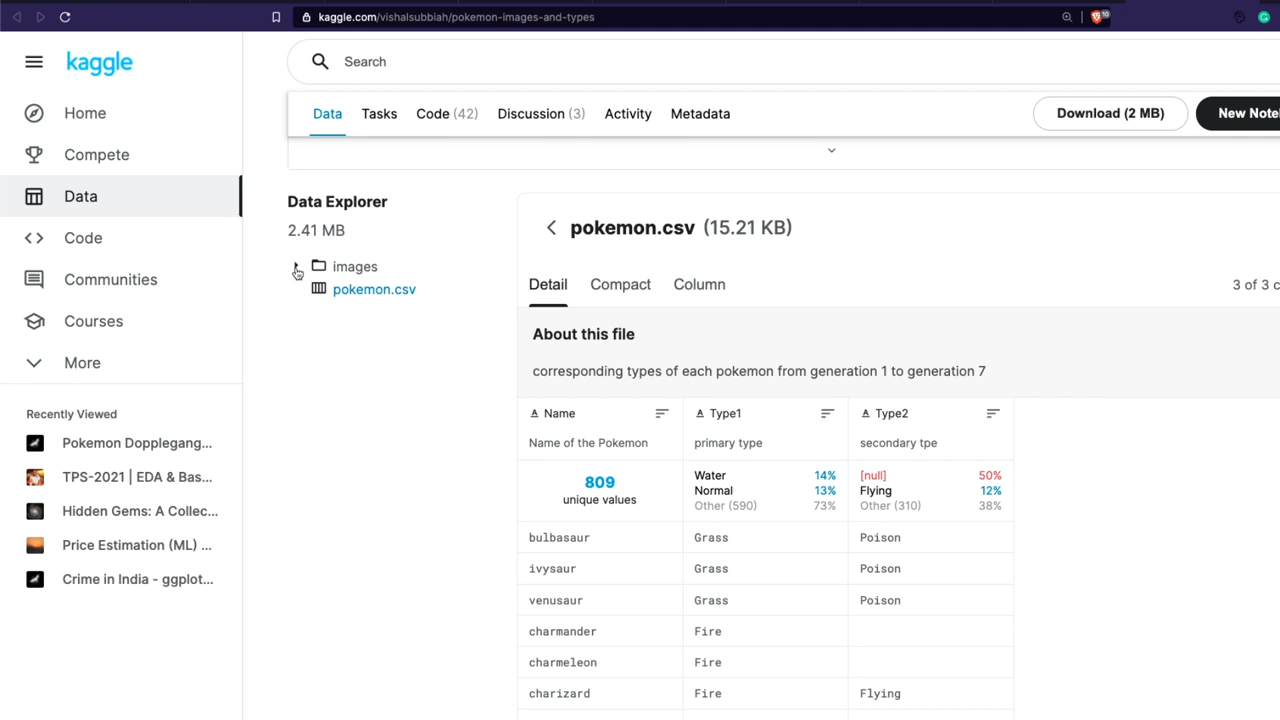 kaggle.com/vishalsubbiah/pokemon-images-and-types
10
kaggle
Search
Home
Compete
Data
Code
Communities
Courses
More
Recently Viewed
Pokemon Dopplegang...
TPS-2021 | EDA & Bas...
Hidden Gems: A Collec...
Price Estimation (ML) ...
Crime in India - ggplot...
Data Tasks Code (42) Discussion (3) Activity Metadata
Download (2 MB)
New Note
Data Explorer
2.41 MB
images
pokemon.csv
pokemon.csv (15.21 KB)
Detail Compact Column
3 of 3 c
About this file
corresponding types of each pokemon from generation 1 to generation 7
A Name A Type1 A Type2
Name of the Pokemon primary type secondary tpe
809
unique values
Water 14%
Normal 13%
Other (590) 73%
[null] 50%
Flying 12%
Other (310) 38%
bulbasaur Grass Poison
ivysaur Grass Poison
venusaur Grass Poison
charmander Fire
charmeleon Fire
charizard Fire Flying